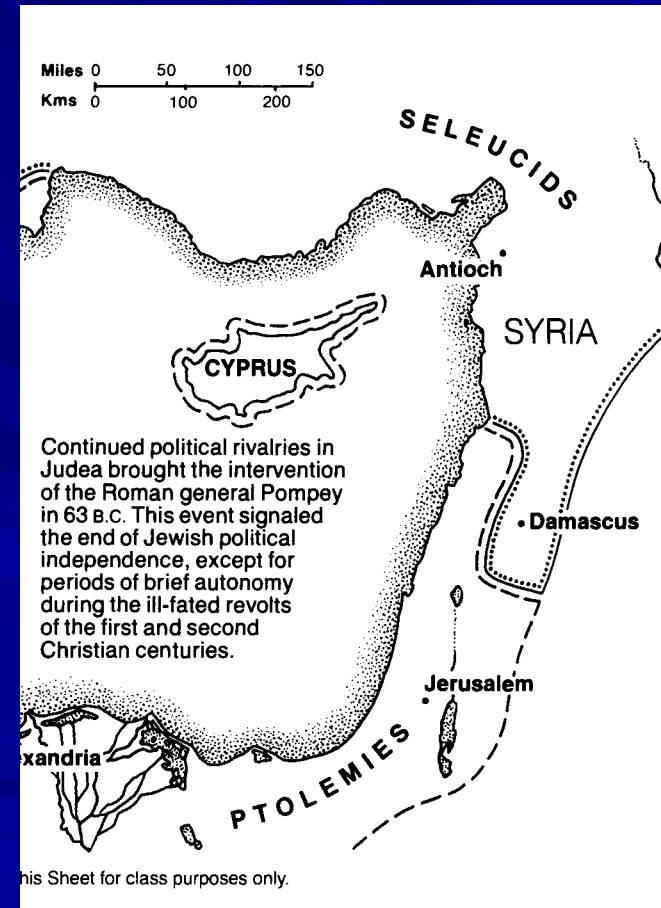 Miles 0 50 100 150
Kms 0 100 200
SELEUCIDS
Antioch
SYRIA
CYPRUS
Continued political rivalries in
Judea brought the intervention
of the Roman general Pompey
in 63 B.C. This event signaled
the end of Jewish political
independence, except for
periods of brief autonomy
during the ill-fated revolts
of the first and second
Christian centuries.
Damascus
Jerusalem
xandria
PTOLEMIES
his Sheet for class purposes only.